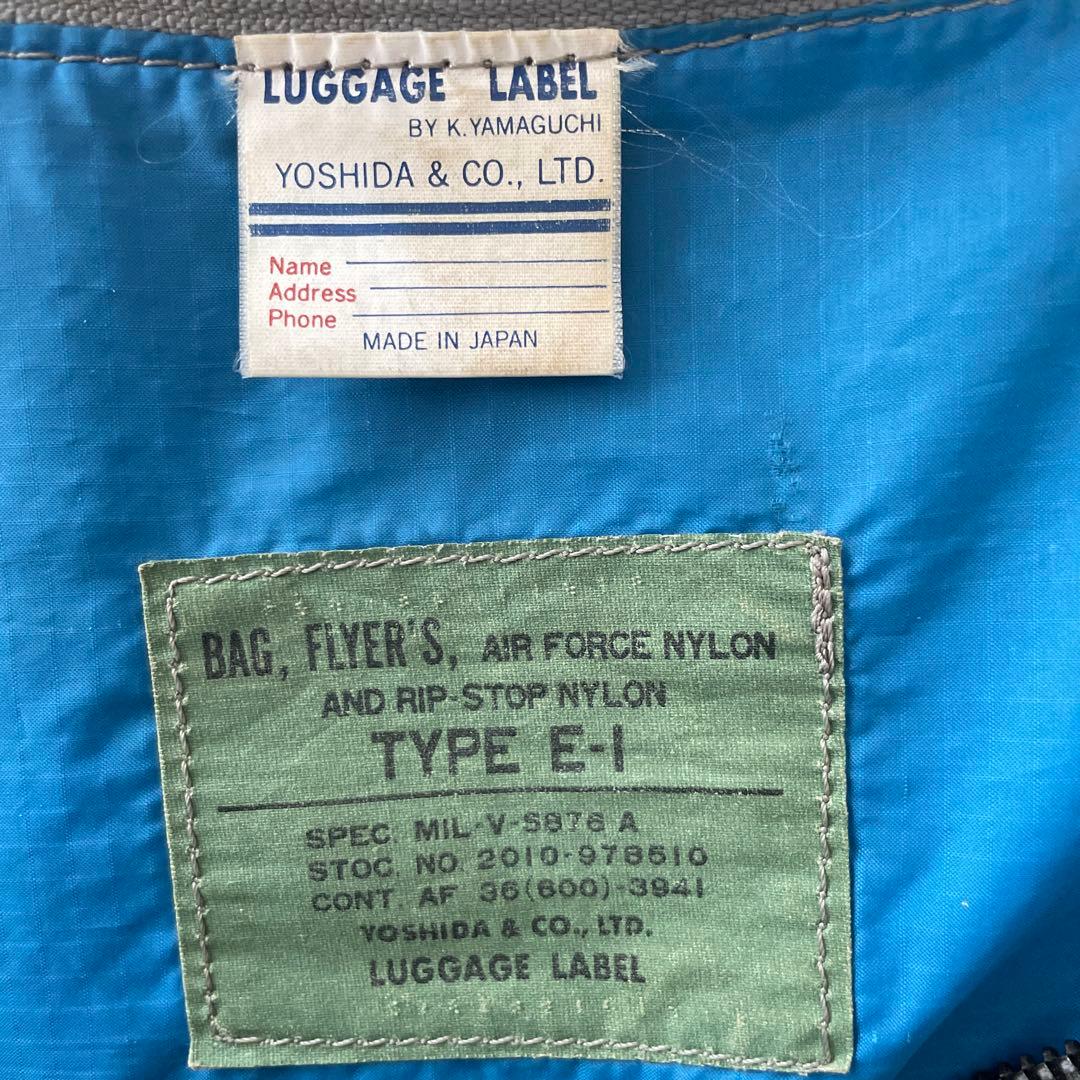 LUGGAGE LABEL
BY K.YAMAGUCHI
YOSHIDA & CO., LTD.
Name
Address
Phone
MADE IN JAPAN
BAG, FLYER'S, AIR FORCE NYLON
AND RIP-STOP NYLON
TYPE E-1
SPEC. MIL-V-S876 A
STOC. NO. 2010-978510
CONT. AF 36(600)-3941
YOSHIDA & CO., LTD.
LUGGAGE LABEL